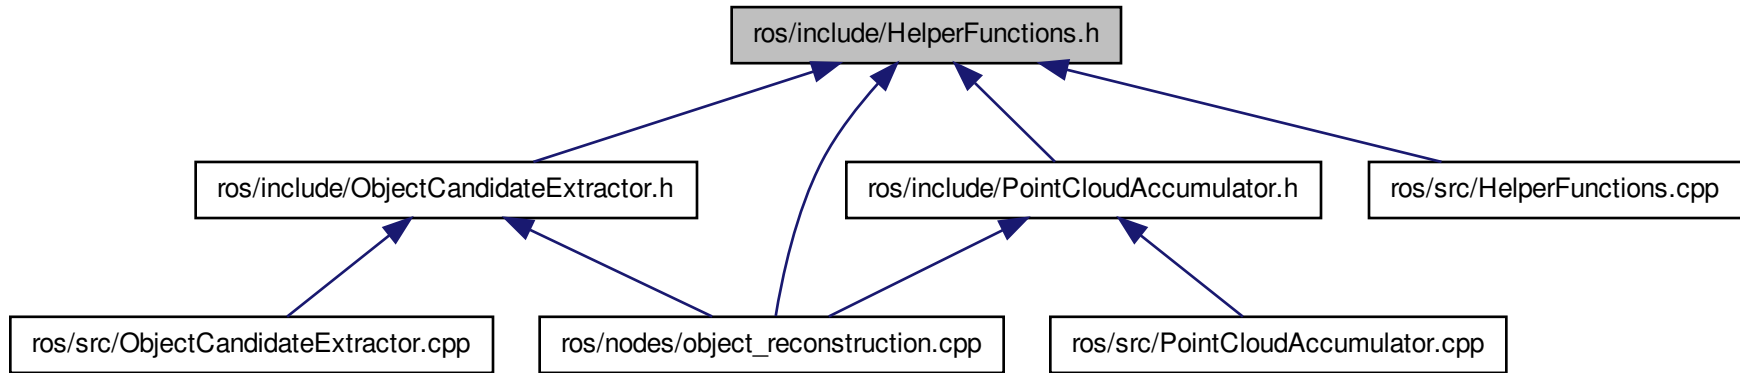 ros/include/HelperFunctions.h
ros/include/ObjectCandidateExtractor.h
ros/include/PointCloudAccumulator.h
ros/src/HelperFunctions.cpp
ros/src/ObjectCandidateExtractor.cpp
ros/nodes/object_reconstruction.cpp
ros/src/PointCloudAccumulator.cpp